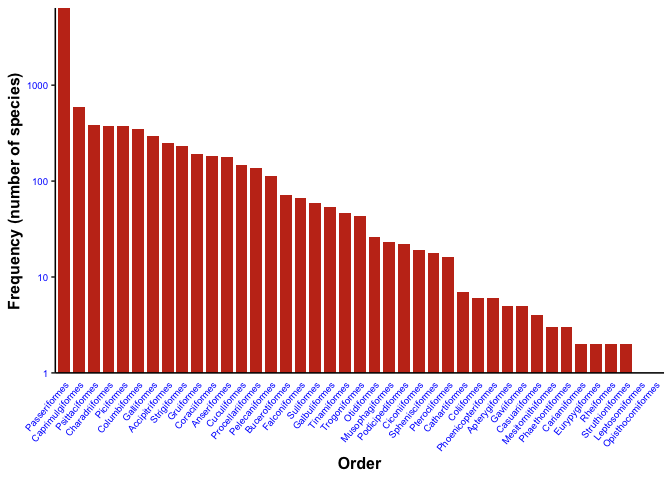 Frequency (number of species)
1000
100
10
1
Passeriformes
Caprimulgiformes
Psittaciformes
Charadriiformes
Piciformes
Columbiformes
Galliformes
Accipitriformes
Strigiformes
Gruiformes
Coraciiformes
Anseriformes
Cuculiformes
Procellariiformes
Pelecaniformes
Bucerotiformes
Falconiformes
Suliformes
Galbuliformes
Tinamiformes
Trogoniformes
Otidiformes
Musophagiformes
Podicipediformes
Ciconiiformes
Sphenisciformes
Pteroclidiformes
Cathartiformes
Coliiformes
Phoenicopteriformes
Apterygiformes
Gaviiformes
Casuariiformes
Mesitornithiformes
Phaethontiformes
Cariamiformes
Eurypygiformes
Rheiformes
Struthioniformes
Leptosomiformes
Opisthocomiformes
Order